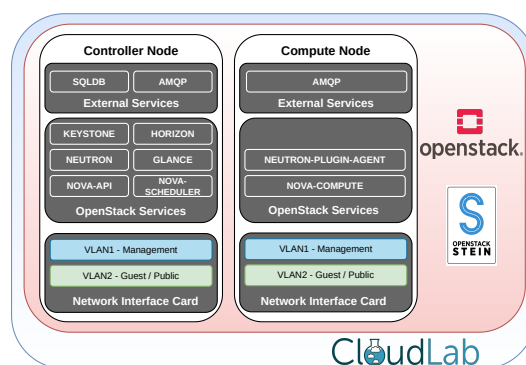 Controller Node
SQLDB
AMQP
External Services
KEYSTONE
HORIZON
NEUTRON
GLANCE
NOVA-API
NOVA-
SCHEDULER
OpenStack Services
VLAN1 - Management
VLAN2 - Guest / Public
Network Interface Card
Compute Node
AMQP
External Services
NEUTRON-PLUGIN-AGENT
NOVA-COMPUTE
OpenStack Services
VLAN1 - Management
VLAN2 - Guest / Public
Network Interface Card
openstack.
OPENSTACK
STEIN
CloudLab